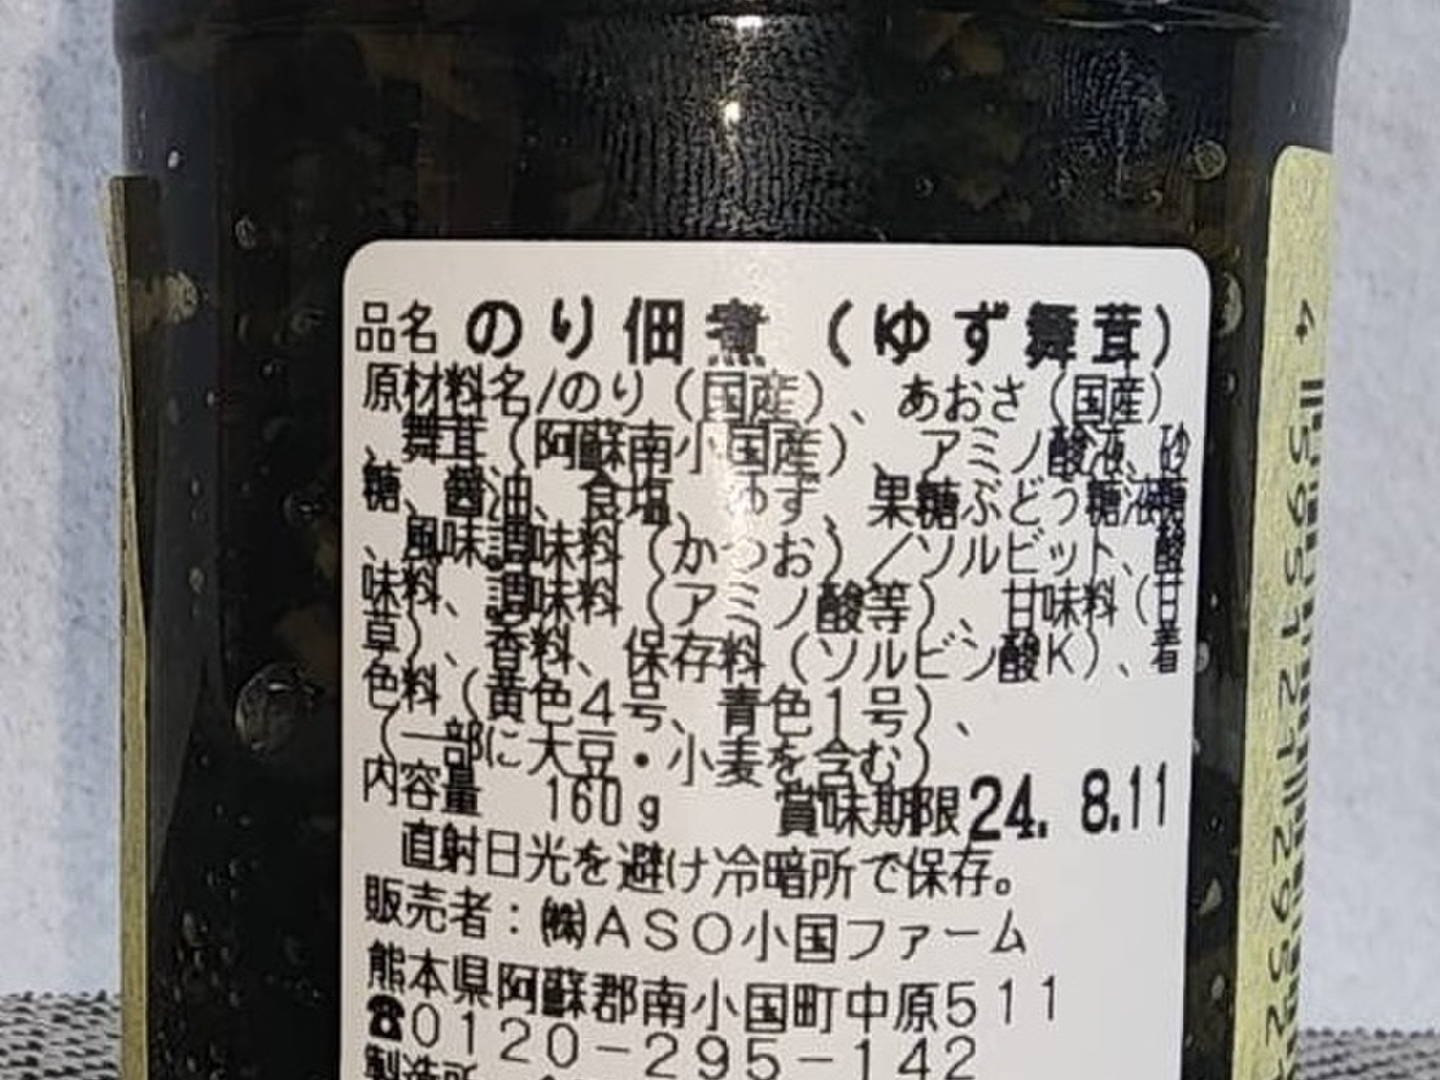 品名 のり佃煮（ゆず舞茸）
原材料名/のり（国産）、あおさ（国産）
、舞茸（阿蘇南小国産）、アミノ酸液、砂
糖、醤油、食塩、ゆず、果糖ぶどう糖液糖
、風味調味料（かつお）／ソルビット、酸
味料、調味料（アミノ酸等）、甘味料（甘
草）、香料、保存料（ソルビン酸K）、着
色料（黄色4号、青色1号）、
（一部に大豆・小麦を含む）
内容量 160g 賞味期限 24. 8.11
直射日光を避け冷暗所で保存。
販売者：㈱ASO小国ファーム
熊本県阿蘇郡南小国町中原511
☎0120-295-142
製造所